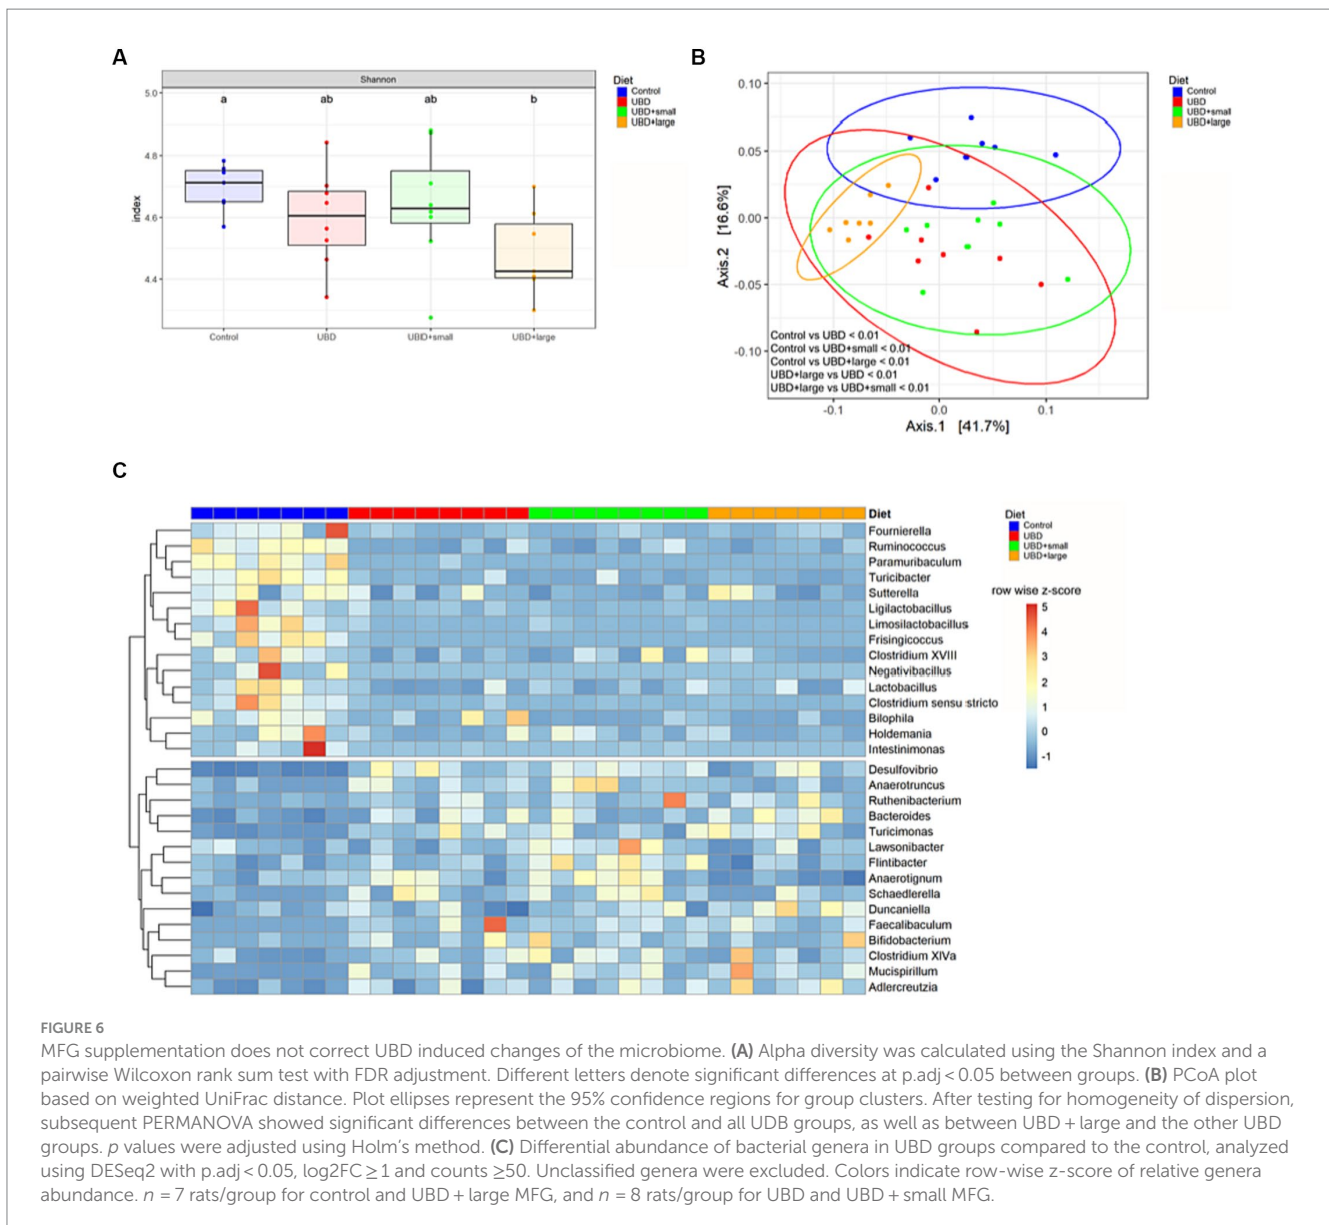 A
Shannon
5.0
a
ab
ab
b
4.8
4.6
4.4
index
Control
UBD
UBD+small
UBD+large
Diet
Control
UBD
UBD+small
UBD+large
B
0.10
0.05
0.00
-0.05
-0.10
Axis.2 [16.6%]
Control vs UBD < 0.01
Control vs UBD+small < 0.01
Control vs UBD+large < 0.01
UBD+large vs UBD < 0.01
UBD+large vs UBD+small < 0.01
-0.1
0.0
0.1
Axis.1 [41.7%]
Diet
Control
UBD
UBD+small
UBD+large
C
Diet
Fournierella
Ruminococcus
Paramuribaculum
Turicibacter
Sutterella
Ligilactobacillus
Limosilactobacillus
Frisingicoccus
Clostridium XVIII
Negativibacillus
Lactobacillus
Clostridium sensu stricto
Bilophila
Holdemania
Intestinimonas
Desulfovibrio
Anaerotruncus
Ruthenibacterium
Bacteroides
Turicimonas
Lawsonibacter
Flintibacter
Anaerotignum
Schaedlerella
Duncaniella
Faecalibaculum
Bifidobacterium
Clostridium XIVa
Mucispirillum
Adlercreutzia
Diet
Control
UBD
UBD+small
UBD+large
row wise z-score
5
4
3
2
1
0
-1
FIGURE 6
MFG supplementation does not correct UBD induced changes of the microbiome. (A) Alpha diversity was calculated using the Shannon index and a
pairwise Wilcoxon rank sum test with FDR adjustment. Different letters denote significant differences at p.adj < 0.05 between groups. (B) PCoA plot
based on weighted UniFrac distance. Plot ellipses represent the 95% confidence regions for group clusters. After testing for homogeneity of dispersion,
subsequent PERMANOVA showed significant differences between the control and all UDB groups, as well as between UBD + large and the other UBD
groups. p values were adjusted using Holm's method. (C) Differential abundance of bacterial genera in UBD groups compared to the control, analyzed
using DESeq2 with p.adj < 0.05, log2FC ≥ 1 and counts ≥50. Unclassified genera were excluded. Colors indicate row-wise z-score of relative genera
abundance. n = 7 rats/group for control and UBD + large MFG, and n = 8 rats/group for UBD and UBD + small MFG.